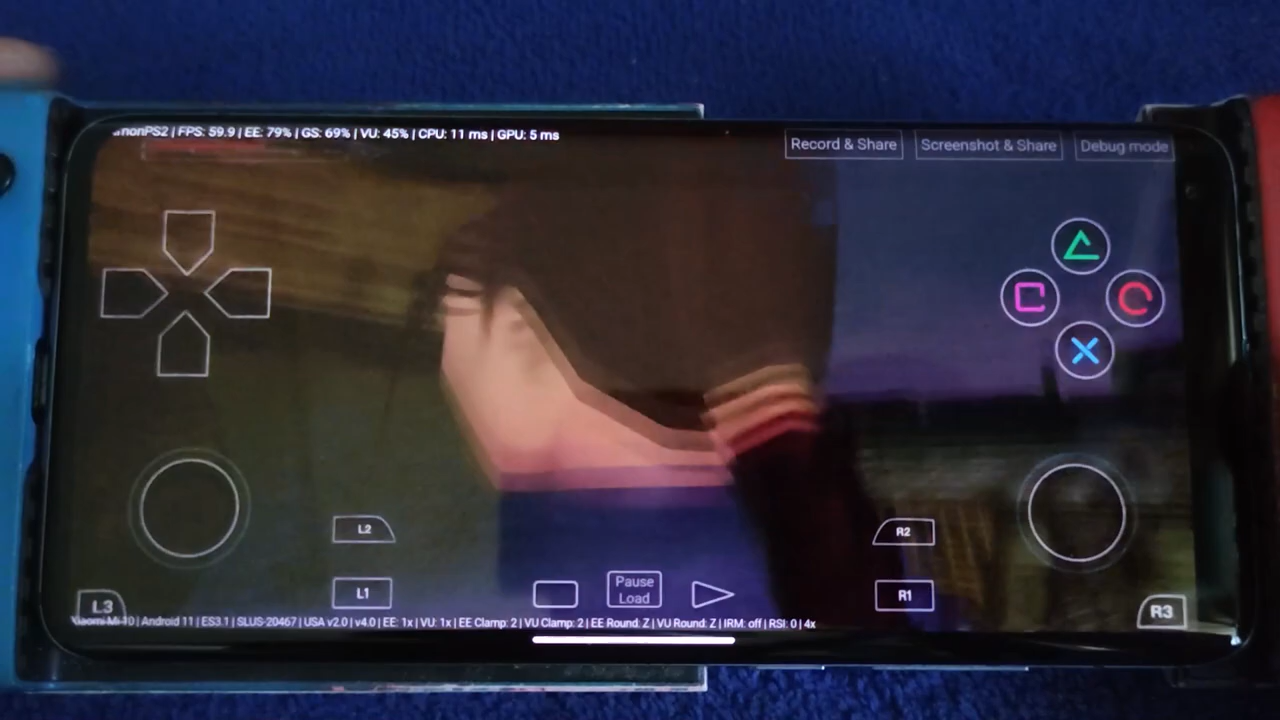 monPS2 | FPS: 59.9 | EE: 79% | GS: 69% | VU: 45% | CPU: 11 ms | GPU: 5 ms
Record & Share
Screenshot & Share
Debug mode
L2
R2
L1
Pause
Load
R1
L3
R3
Xiaomi Mi 10 | Android 11 | ES3.1 | SLUS-20467 | USA v2.0 | v4.0 | EE: 1x | VU: 1x | EE Clamp: 2 | VU Clamp: 2 | EE Round: Z | VU Round: Z | IRM: off | RSI: 0 | 4x